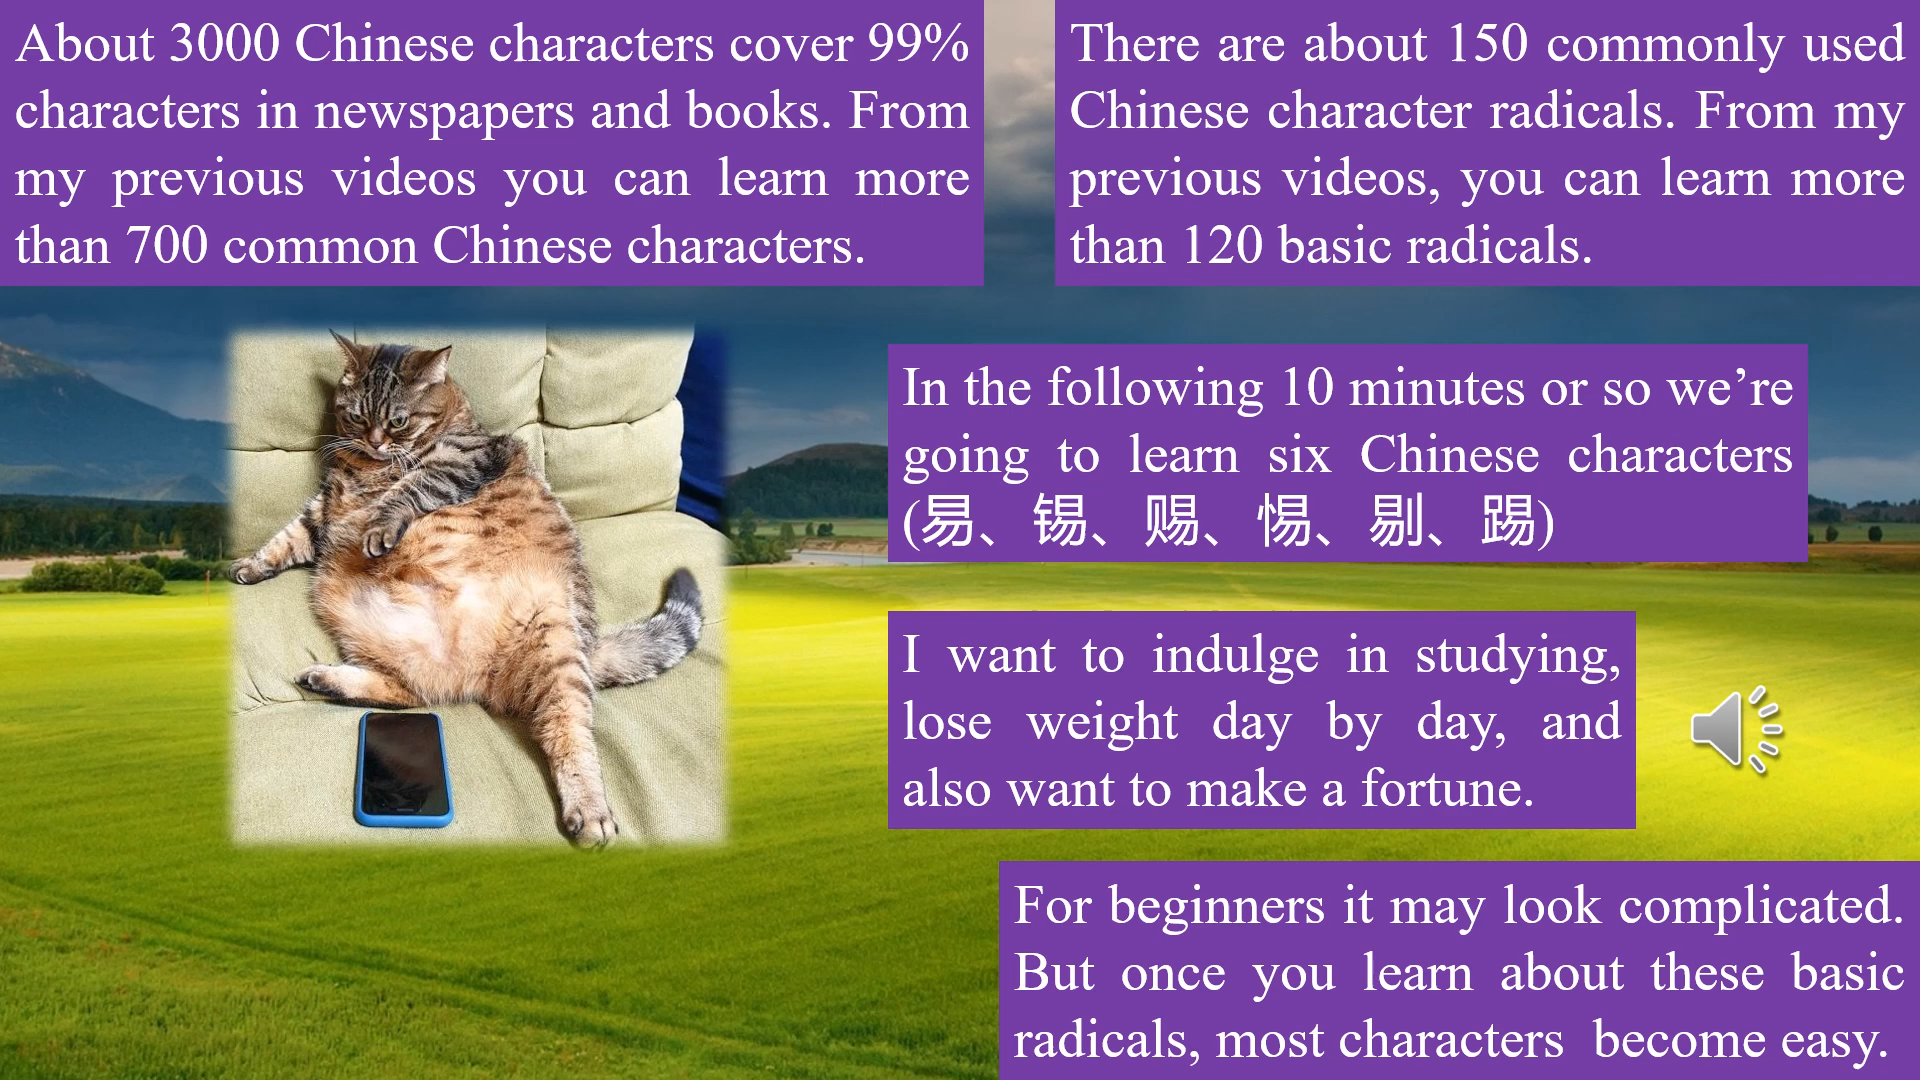 About 3000 Chinese characters cover 99%
characters in newspapers and books. From
my previous videos you can learn more
than 700 common Chinese characters.
There are about 150 commonly used
Chinese character radicals. From my
previous videos, you can learn more
than 120 basic radicals.
In the following 10 minutes or so we’re
going to learn six Chinese characters
(易、锡、赐、惕、剔、踢)
I want to indulge in studying,
lose weight day by day, and
also want to make a fortune.
For beginners it may look complicated.
But once you learn about these basic
radicals, most characters  become easy.